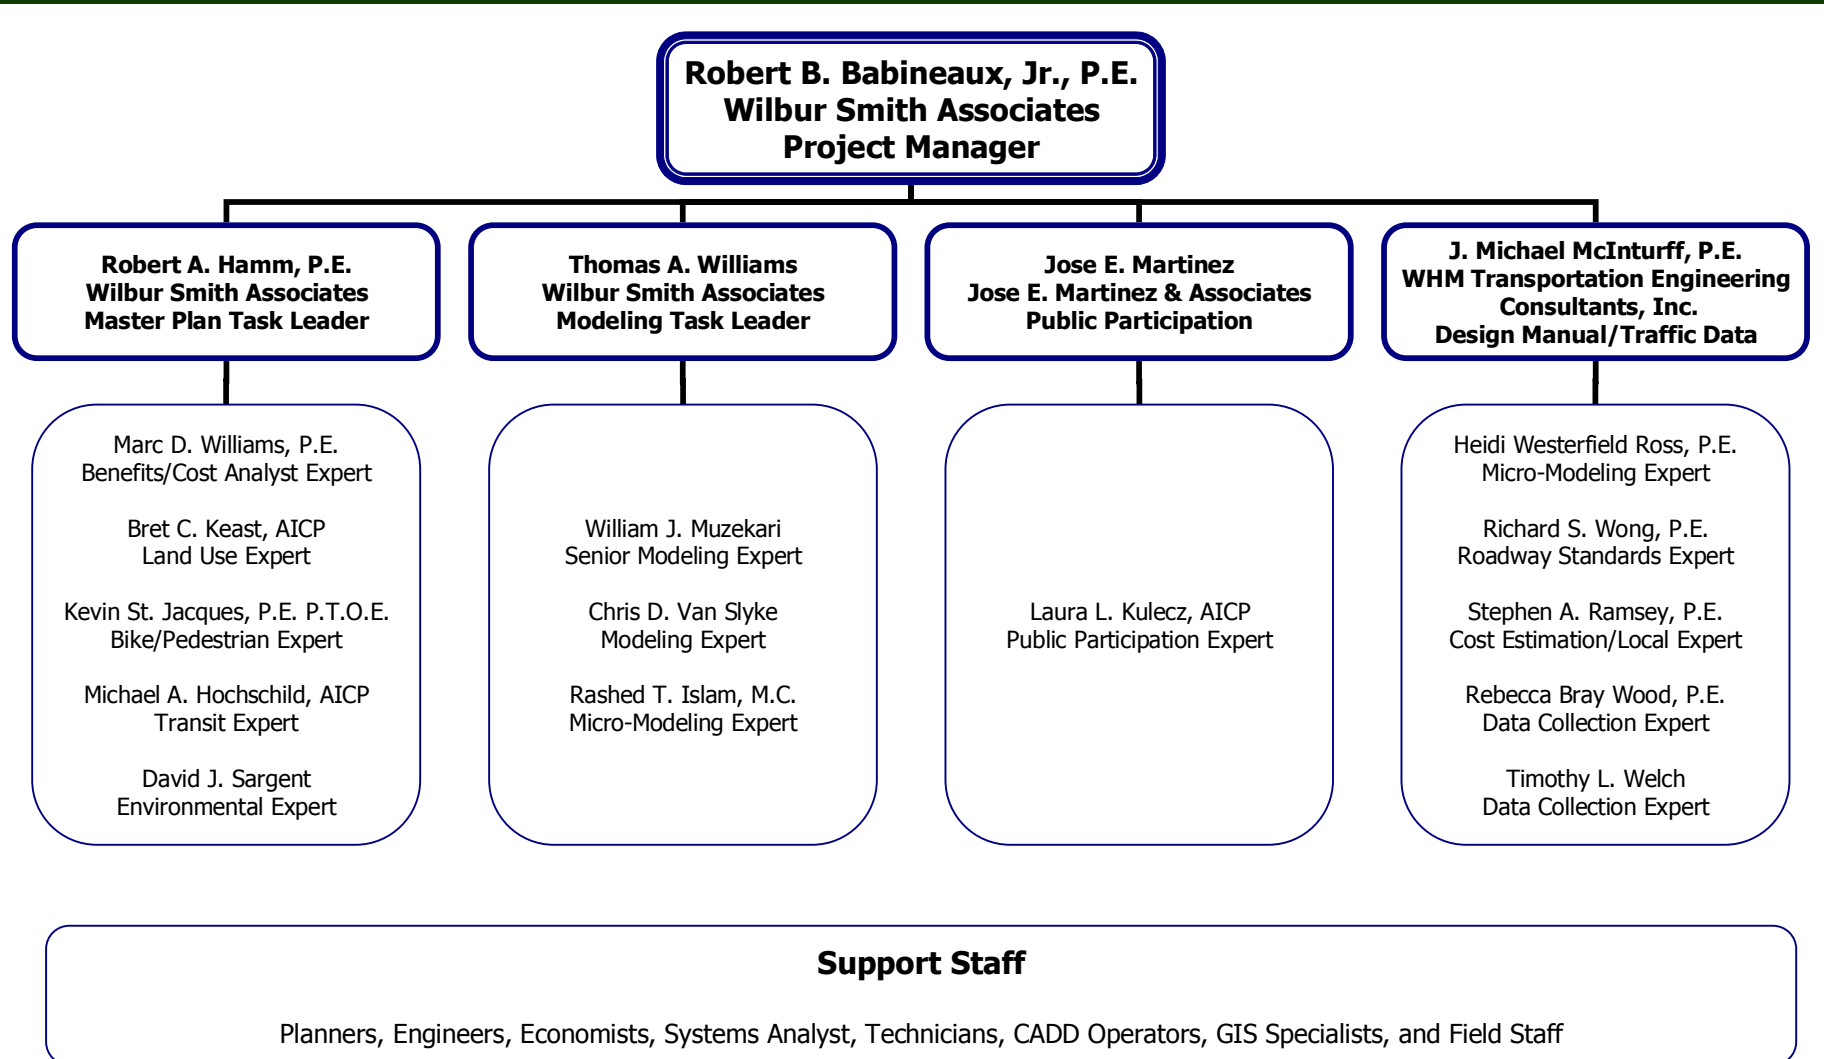 Robert B. Babineaux, Jr., P.E.
Wilbur Smith Associates
Project Manager
Robert A. Hamm, P.E.
Wilbur Smith Associates
Master Plan Task Leader
Thomas A. Williams
Wilbur Smith Associates
Modeling Task Leader
Jose E. Martinez
Jose E. Martinez & Associates
Public Participation
J. Michael McInturff, P.E.
WHM Transportation Engineering
Consultants, Inc.
Design Manual/Traffic Data
Marc D. Williams, P.E.
Benefits/Cost Analyst Expert
Bret C. Keast, AICP
Land Use Expert
Kevin St. Jacques, P.E. P.T.O.E.
Bike/Pedestrian Expert
Michael A. Hochschild, AICP
Transit Expert
David J. Sargent
Environmental Expert
William J. Muzekari
Senior Modeling Expert
Chris D. Van Slyke
Modeling Expert
Rashed T. Islam, M.C.
Micro-Modeling Expert
Laura L. Kulecz, AICP
Public Participation Expert
Heidi Westerfield Ross, P.E.
Micro-Modeling Expert
Richard S. Wong, P.E.
Roadway Standards Expert
Stephen A. Ramsey, P.E.
Cost Estimation/Local Expert
Rebecca Bray Wood, P.E.
Data Collection Expert
Timothy L. Welch
Data Collection Expert
Support Staff
Planners, Engineers, Economists, Systems Analyst, Technicians, CADD Operators, GIS Specialists, and Field Staff